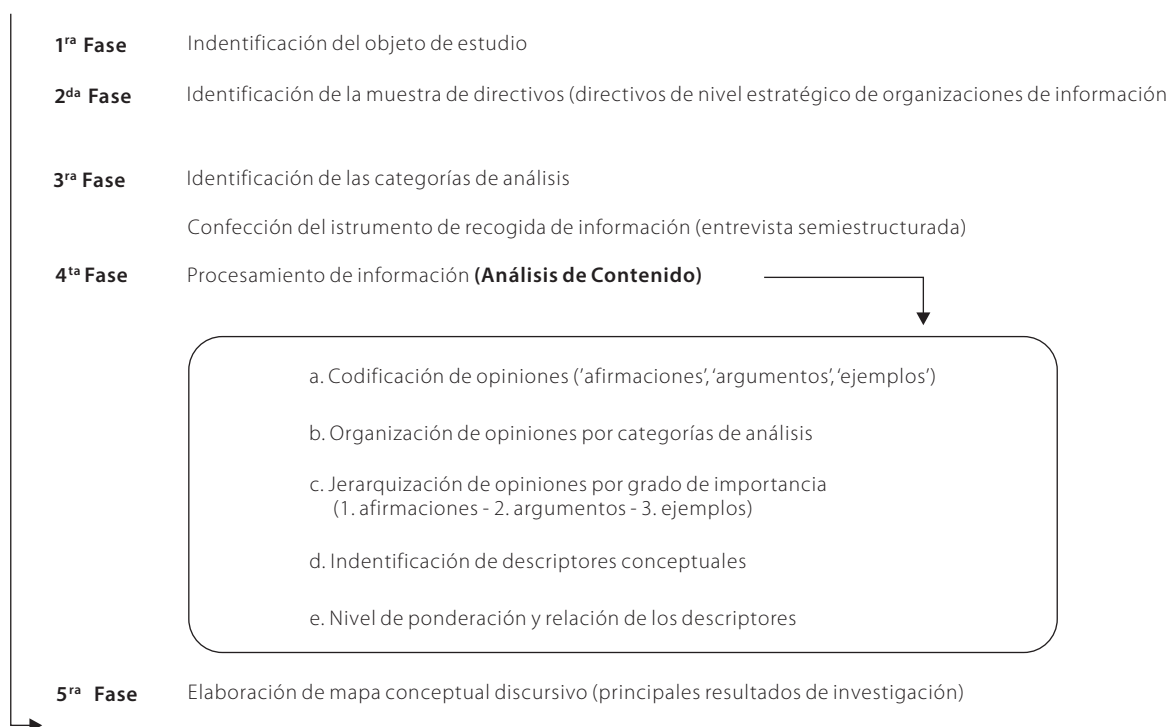 1ra Fase Indentificación del objeto de estudio
2da Fase Identificación de la muestra de directivos (directivos de nivel estratégico de organizaciones de información
3ra Fase Identificación de las categorías de análisis
Confección del istrumento de recogida de información (entrevista semiestructurada)
4ta Fase Procesamiento de información (Análisis de Contenido)
a. Codificación de opiniones ('afirmaciones', 'argumentos', 'ejemplos')
b. Organización de opiniones por categorías de análisis
c. Jerarquización de opiniones por grado de importancia
(1. afirmaciones - 2. argumentos - 3. ejemplos)
d. Indentificación de descriptores conceptuales
e. Nivel de ponderación y relación de los descriptores
5ra Fase Elaboración de mapa conceptual discursivo (principales resultados de investigación)